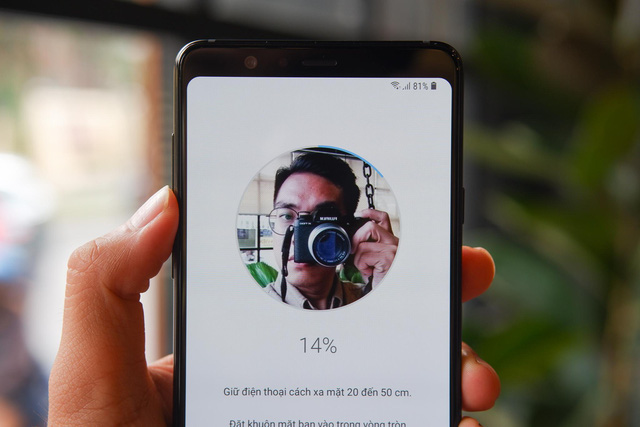 81%
14%
Giữ điện thoại cách xa mặt 20 đến 50 cm.
Đặt khuôn mặt bạn vào trong vòng tròn